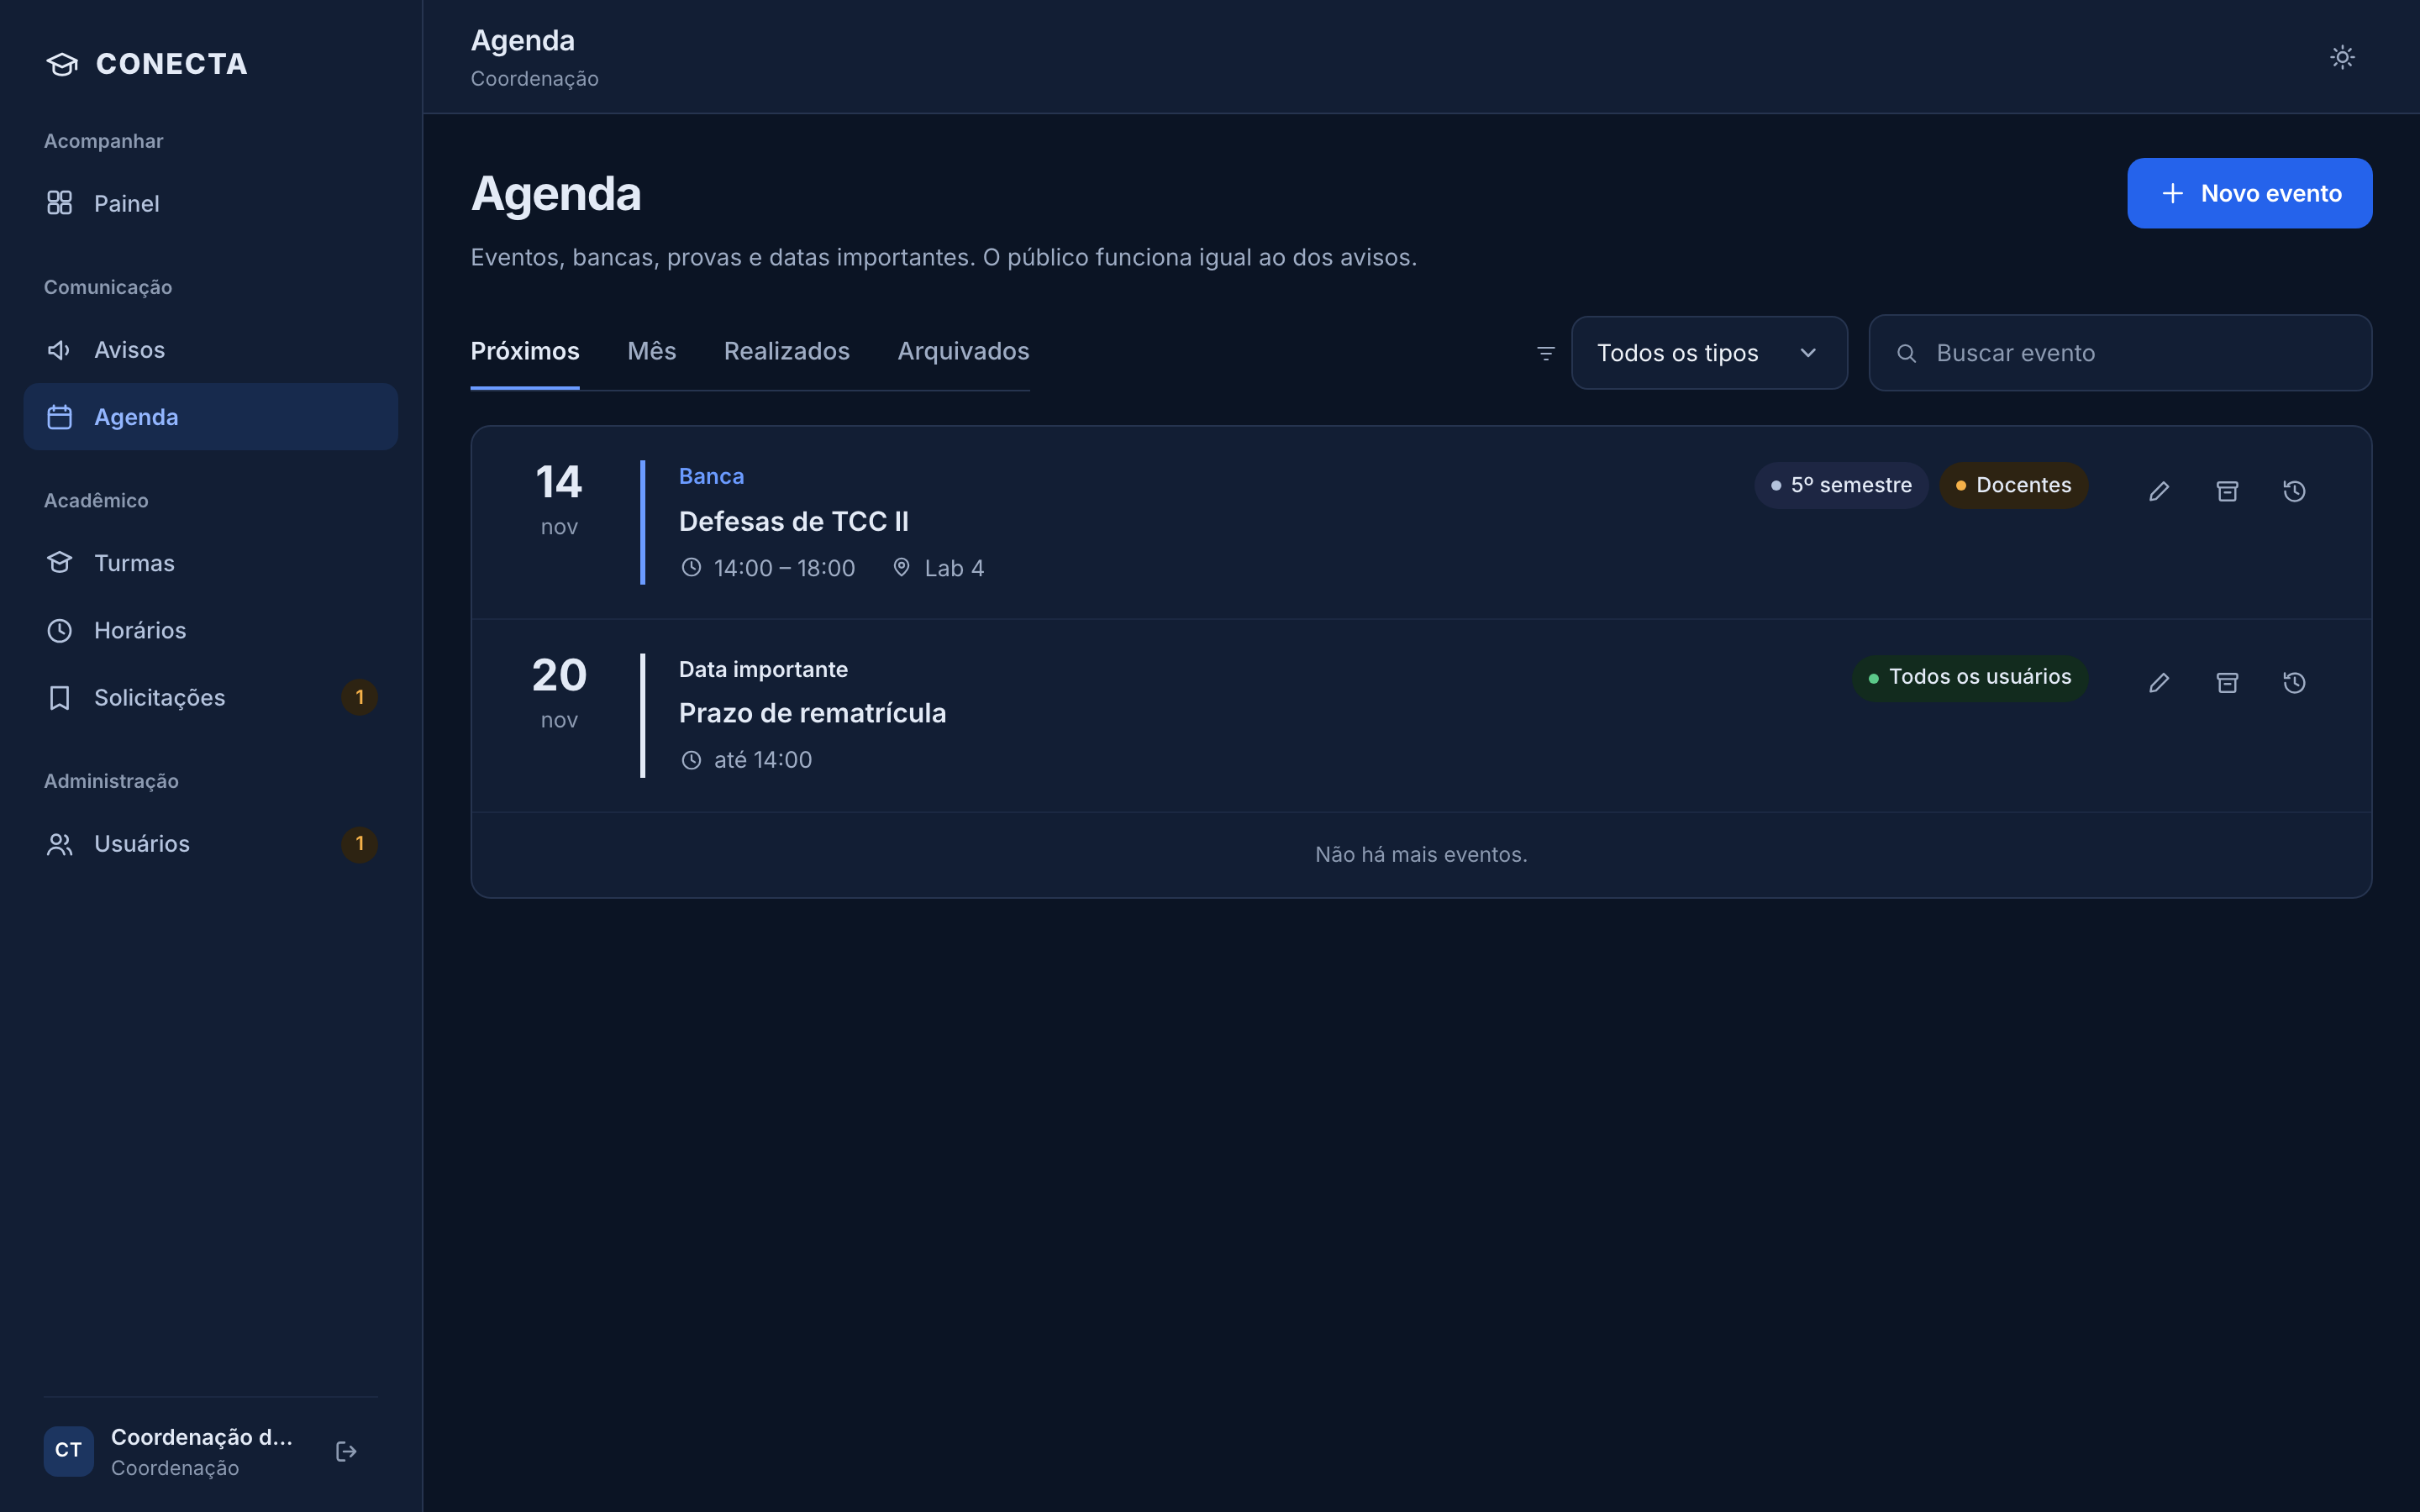 CONECTA
Acompanhar
Painel
Comunicação
Avisos
Agenda
Acadêmico
Turmas
Horários
Solicitações 1
Administração
Usuários 1
CT
Coordenação d...
Coordenação
Agenda
Coordenação
Agenda
Novo evento
Eventos, bancas, provas e datas importantes. O público funciona igual ao dos avisos.
Próximos Mês Realizados Arquivados
Todos os tipos
Buscar evento
14
nov
Banca
Defesas de TCC II
14:00 – 18:00 Lab 4
5º semestre Docentes
20
nov
Data importante
Prazo de rematrícula
até 14:00
Todos os usuários
Não há mais eventos.